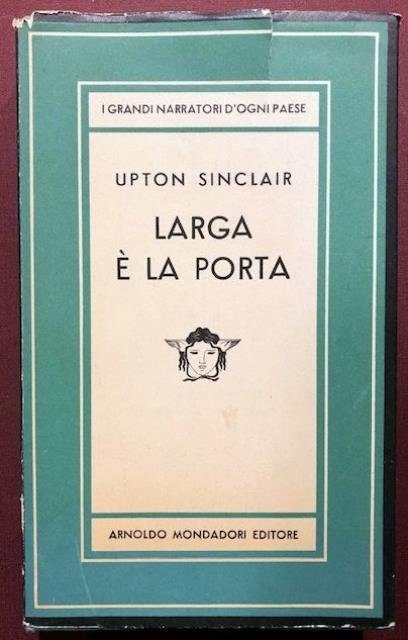 I GRANDI NARRATORI D'OGNI PAESE
UPTON SINCLAIR
LARGA
È LA PORTA
ARNOLDO MONDADORI EDITORE